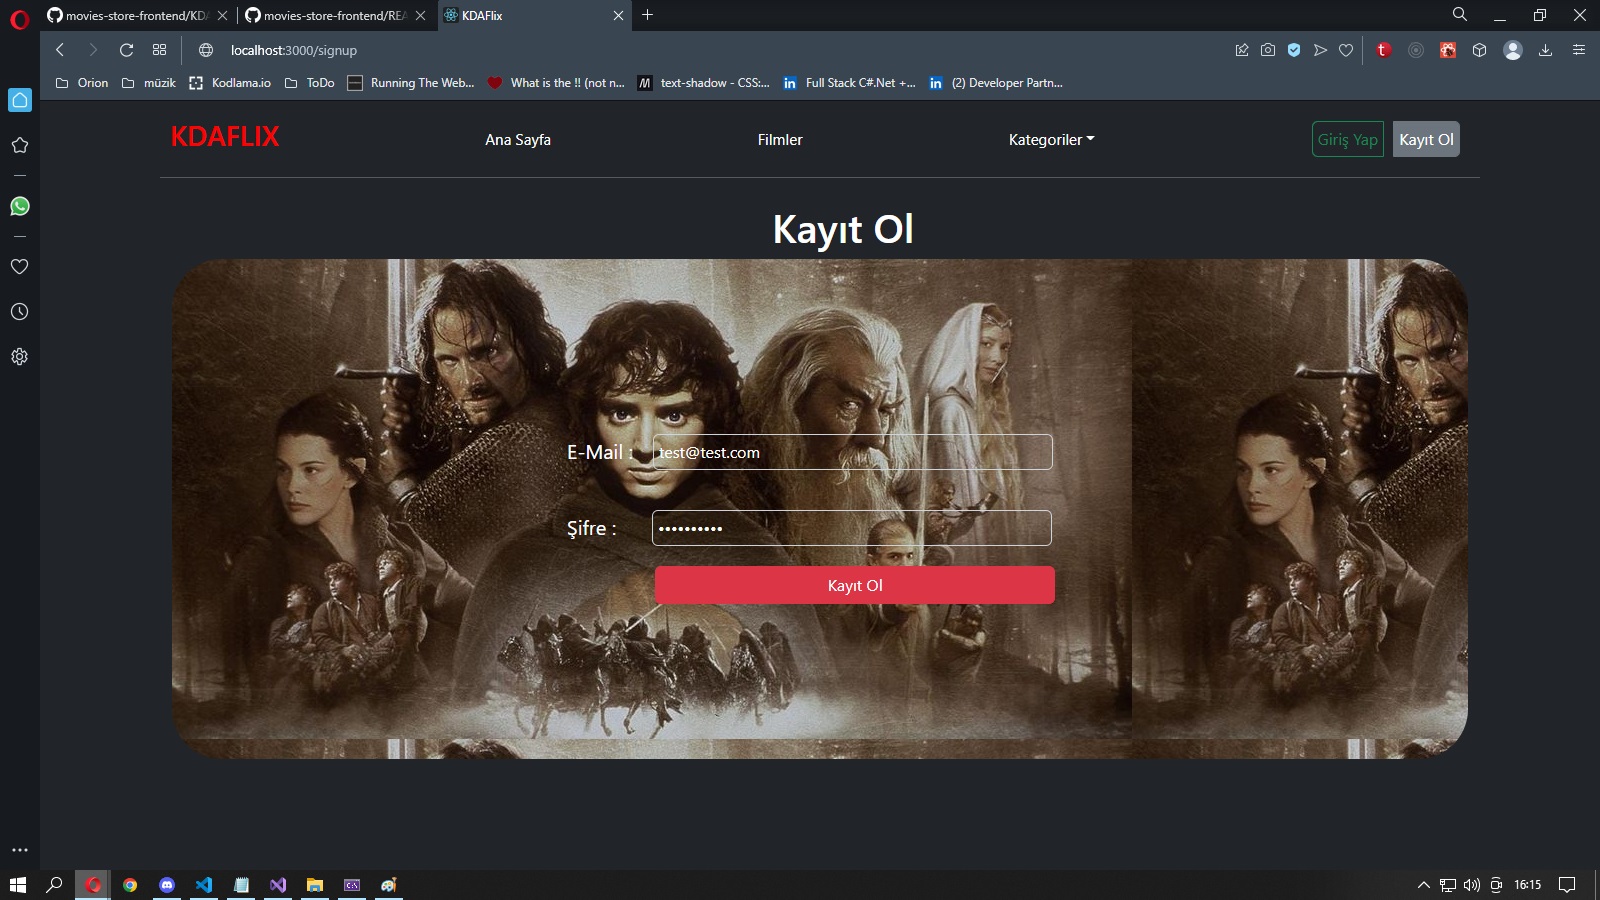 movies-store-frontend/KDA
movies-store-frontend/REA
KDAFlix
localhost:3000/signup
Orion
müzik
Kodlama.io
ToDo
Running The Web...
What is the !! (not n...
text-shadow - CSS:...
Full Stack C#.Net +...
(2) Developer Partn...
KDAFLIX
Ana Sayfa
Filmler
Kategoriler
Giriş Yap
Kayıt Ol
Kayıt Ol
E-Mail :
test@test.com
Şifre :
••••••••••
Kayıt Ol
16:15